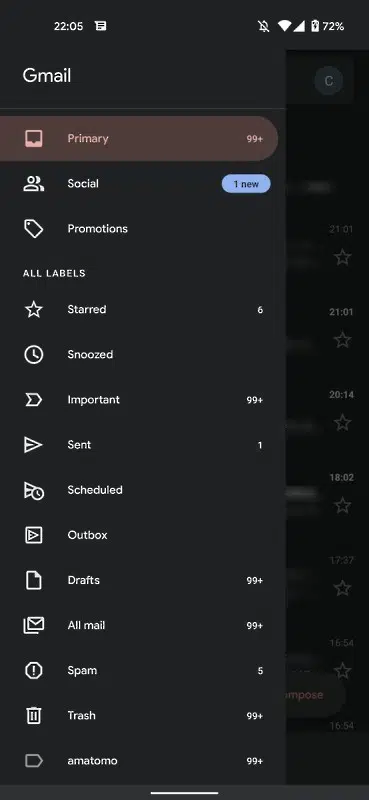 22:05
72%
Gmail
C
Primary 99+
Social 1 new
Promotions
21:01
ALL LABELS
Starred 6
21:01
Snoozed
Important 99+
20:14
Sent 1
18:02
Scheduled
Outbox
17:37
Drafts 99+
All mail 99+
16:54
Spam 5
ompose
Trash 99+
16:54
amatomo 99+